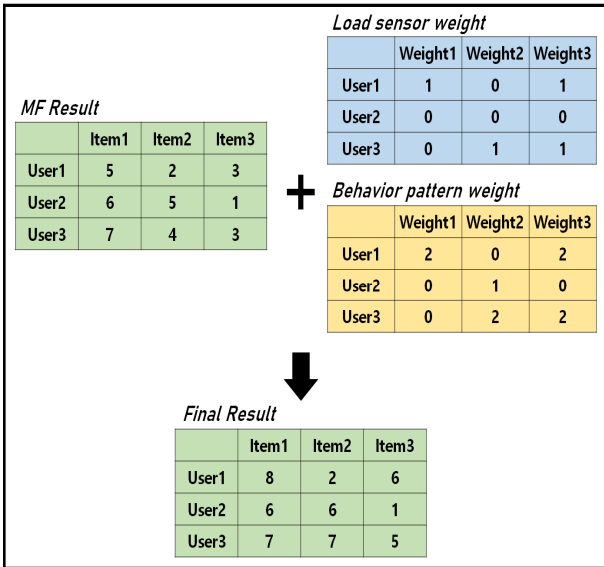 Load sensor weight
Weight1 Weight2 Weight3
User1 1 0 1
User2 0 0 0
User3 0 1 1
MF Result
Item1 Item2 Item3
User1 5 2 3
User2 6 5 1
User3 7 4 3
+
Behavior pattern weight
Weight1 Weight2 Weight3
User1 2 0 2
User2 0 1 0
User3 0 2 2
Final Result
Item1 Item2 Item3
User1 8 2 6
User2 6 6 1
User3 7 7 5